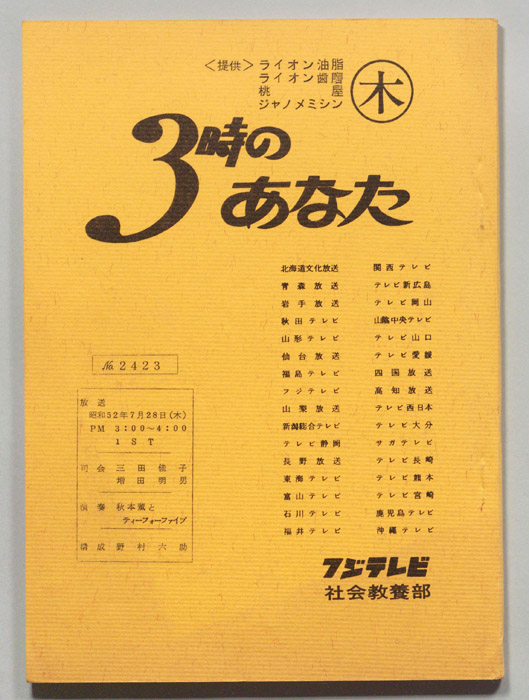 <提供>ライオン油脂
ライオン歯磨
桃屋
ジャノメミシン
木
3時の
あなた
北海道文化放送
青森放送
岩手放送
秋田テレビ
山形テレビ
仙台放送
福島テレビ
フジテレビ
山梨放送
新潟総合テレビ
テレビ静岡
長野放送
東海テレビ
富山テレビ
石川テレビ
福井テレビ
関西テレビ
テレビ新広島
テレビ岡山
山陰中央テレビ
テレビ山口
テレビ愛媛
四国放送
高知放送
テレビ西日本
テレビ大分
サガテレビ
テレビ長崎
テレビ熊本
テレビ宮崎
鹿児島テレビ
沖縄テレビ
№2423
放送
昭和52年7月28日(木)
PM 3:00〜4:00
1ST
司会 三田佳子
増田明男
演奏 秋本薫と
ティーフォーファイブ
構成 野村六助
フジテレビ
社会教養部